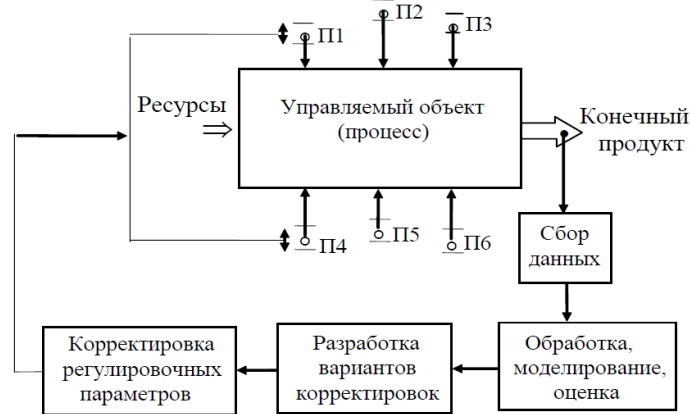 П1
П2
П3
Ресурсы
Управляемый объект
(процесс)
Конечный
продукт
П4
П5
П6
Сбор
данных
Корректировка
регулировочных
параметров
Разработка
вариантов
корректировок
Обработка,
моделирование,
оценка